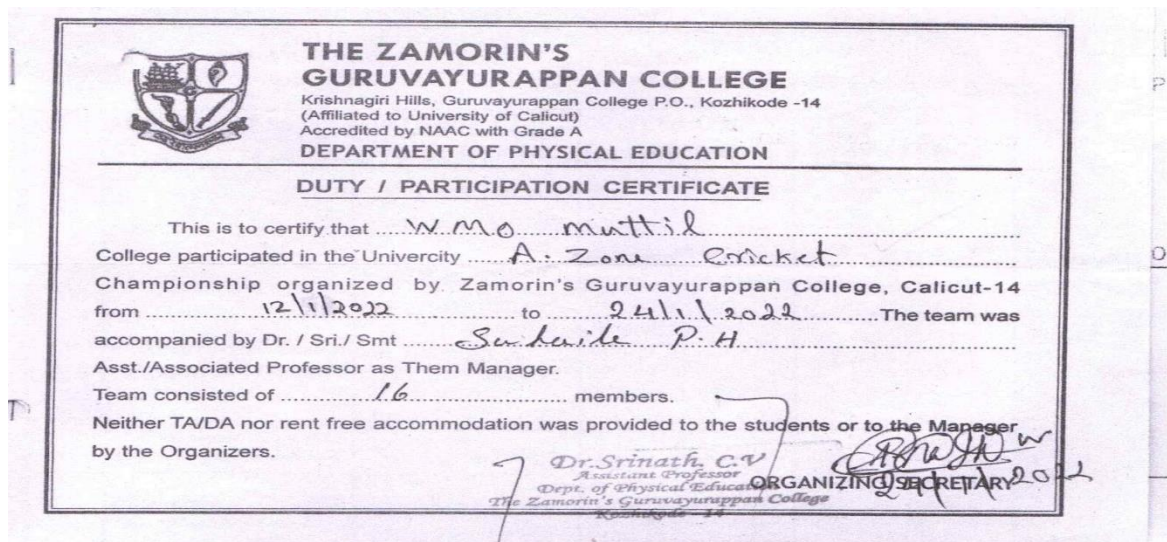 THE ZAMORIN'S
GURUVAYURAPPAN COLLEGE
Krishnagiri Hills, Guruvayurappan College P.O., Kozhikode -14
(Affiliated to University of Calicut)
Accredited by NAAC with Grade A
DEPARTMENT OF PHYSICAL EDUCATION
DUTY / PARTICIPATION CERTIFICATE
This is to certify that W.M.O muttil
College participated in the Univercity A. Zone Cricket
Championship organized by Zamorin's Guruvayurappan College, Calicut-14
from 12/1/2022 to 24/1/2022 The team was
accompanied by Dr. / Sri./ Smt P.H
Asst./Associated Professor as Them Manager.
Team consisted of 16 members.
Neither TA/DA nor rent free accommodation was provided to the students or to the Manager
by the Organizers.
Dr.Srinath. C.V
Assistant Professor
Dept. of Physical Education
The Zamorin's Guruvayurappan College
Kozhikode - 14
ORGANIZING SECRETARY